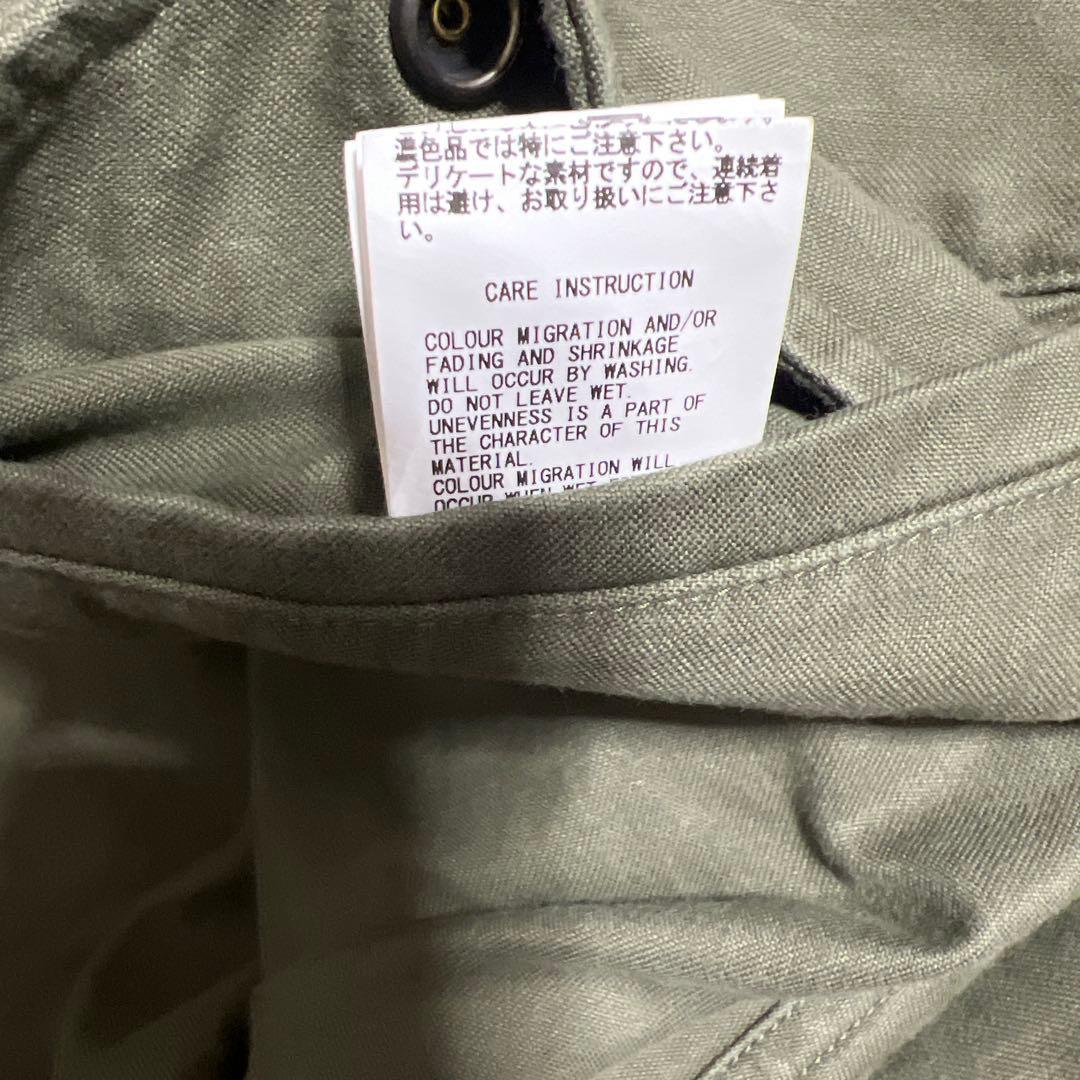 濃色品では特にご注意下さい。
デリケートな素材ですので、連続着
用は避け、お取り扱いにご注意下さ
い。
CARE INSTRUCTION
COLOUR MIGRATION AND/OR
FADING AND SHRINKAGE
WILL OCCUR BY WASHING.
DO NOT LEAVE WET.
UNEVENNESS IS A PART OF
THE CHARACTER OF THIS
MATERIAL.
COLOUR MIGRATION WILL
OCCUR WHEN WET